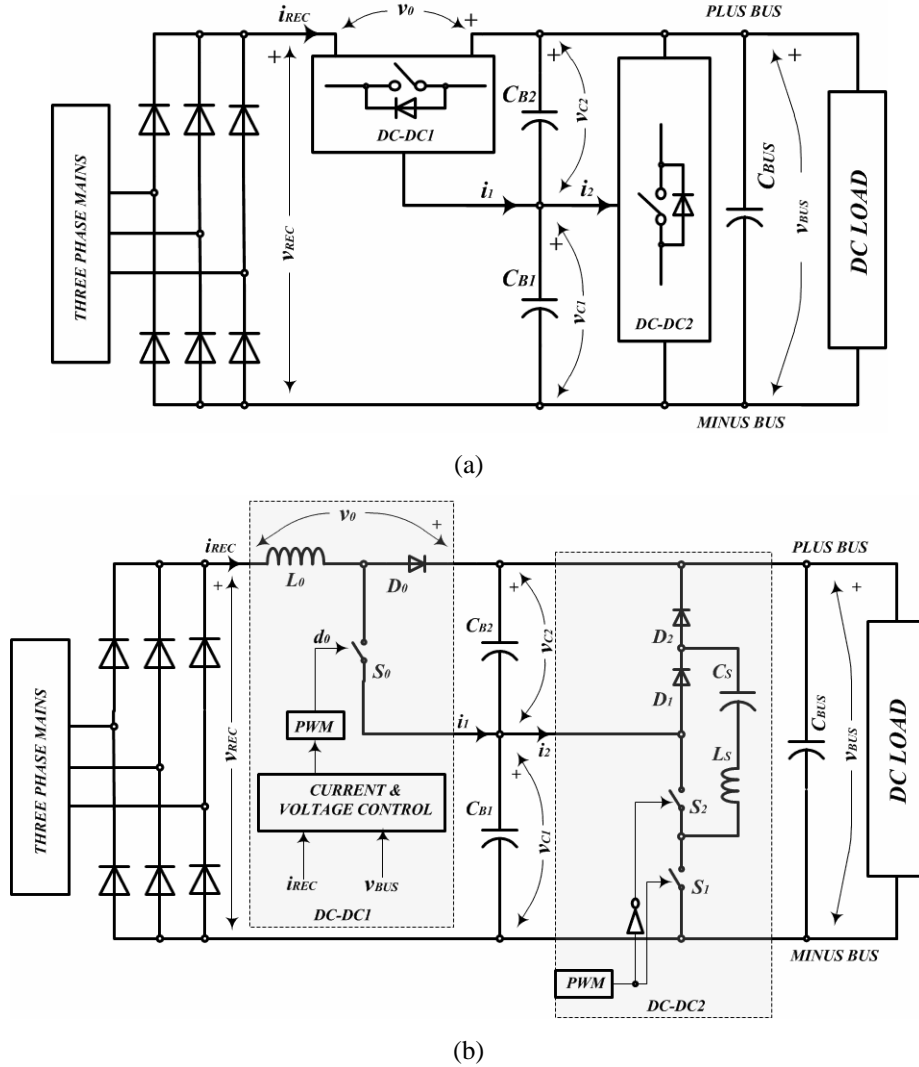 iREC
v0
+
PLUS BUS
+
DC-DC1
CB2
vC2
+
+
THREE PHASE MAINS
vREC
i1
i2
CBUS
vBUS
DC LOAD
+
CB1
vC1
DC-DC2
MINUS BUS
(a)
v0
+
iREC
+
L0
D0
PLUS BUS
+
+
d0
S0
CB2
vC2
D2
D1
CS
PWM
i1
i2
CBUS
vBUS
DC LOAD
THREE PHASE MAINS
vREC
+
LS
CURRENT &
VOLTAGE CONTROL
CB1
vC1
S2
iREC
vBUS
S1
DC-DC1
MINUS BUS
PWM
DC-DC2
(b)